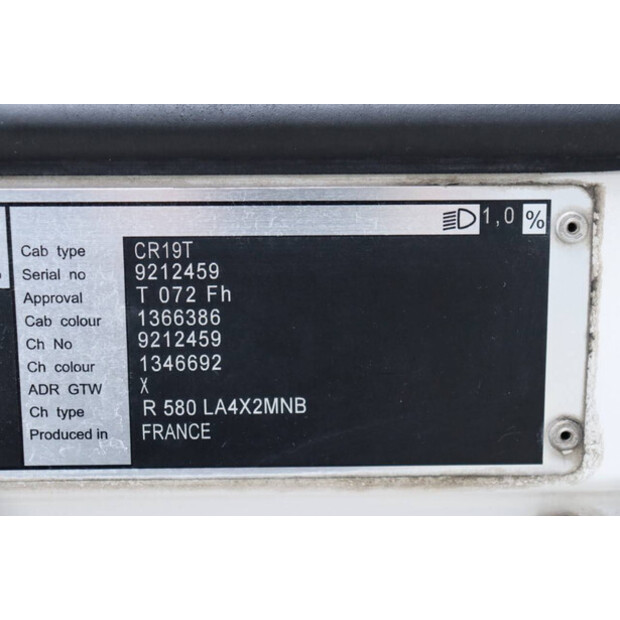 1,0 %
Cab type CR19T
Serial no 9212459
Approval T 072 Fh
Cab colour 1366386
Ch No 9212459
Ch colour 1346692
ADR GTW X
Ch type R 580 LA4X2MNB
Produced in FRANCE